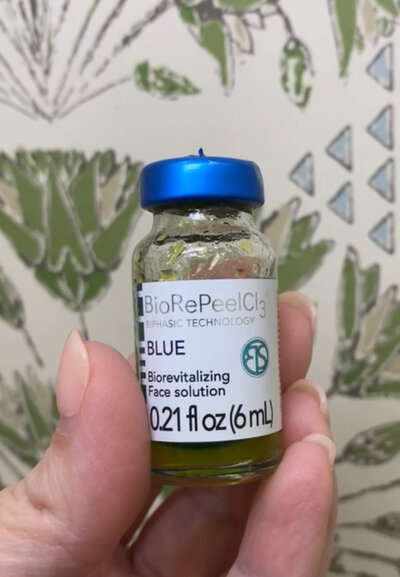 BioRePeelCl3
BIPHASIC TECHNOLOGY
BLUE
Biorevitalizing
Face solution
0.21 fl oz (6 mL)